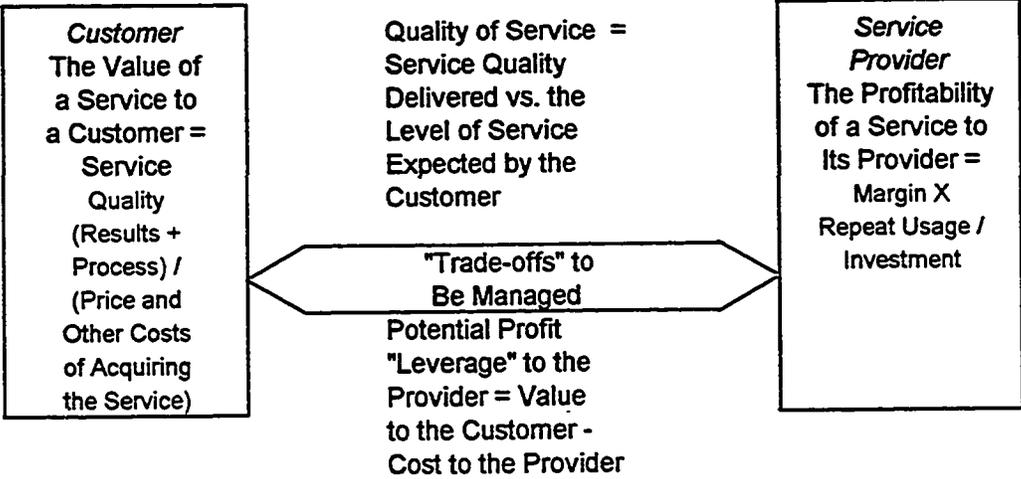 Customer
The Value of
a Service to
a Customer =
Service
Quality
(Results +
Process) /
(Price and
Other Costs
of Acquiring
the Service)
Quality of Service =
Service Quality
Delivered vs. the
Level of Service
Expected by the
Customer
"Trade-offs" to
Be Managed
Potential Profit
"Leverage" to the
Provider = Value
to the Customer -
Cost to the Provider
Service
Provider
The Profitability
of a Service to
Its Provider =
Margin X
Repeat Usage /
Investment